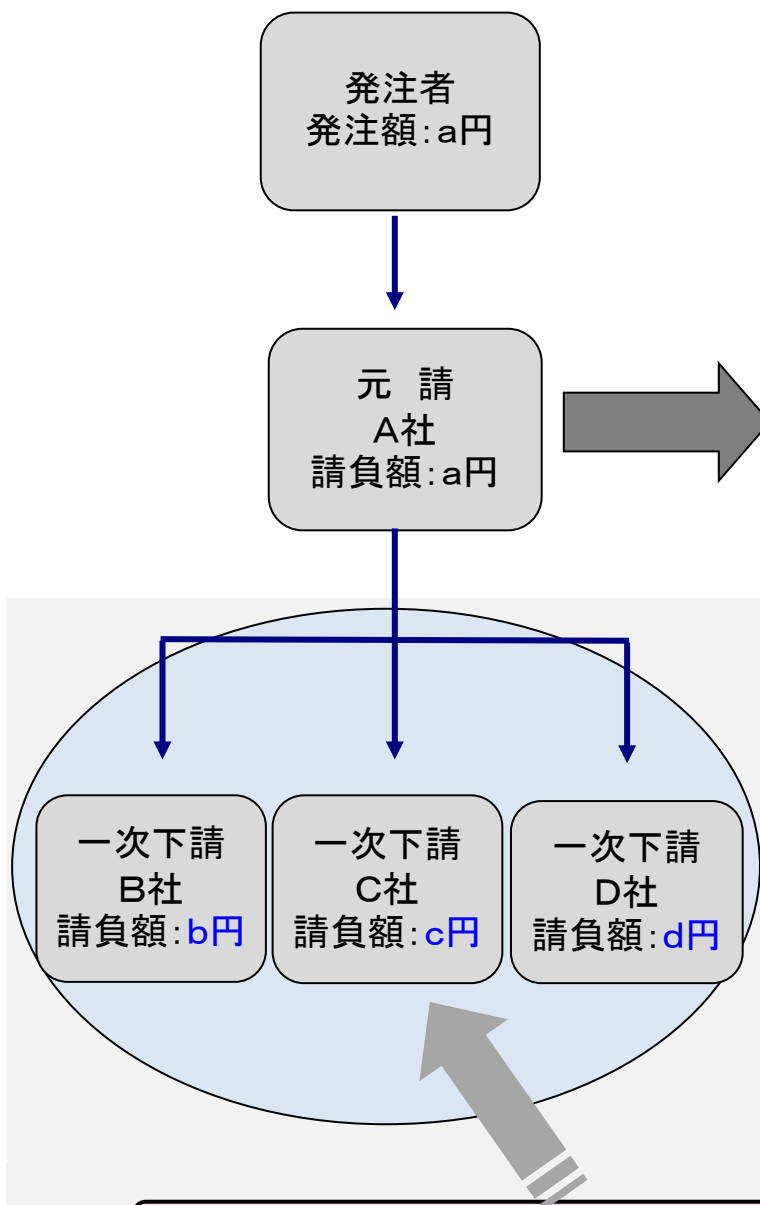 発注者
発注額:a円
元 請
A社
請負額:a円
一次下請
B社
請負額:b円
一次下請
C社
請負額:c円
一次下請
D社
請負額:d円